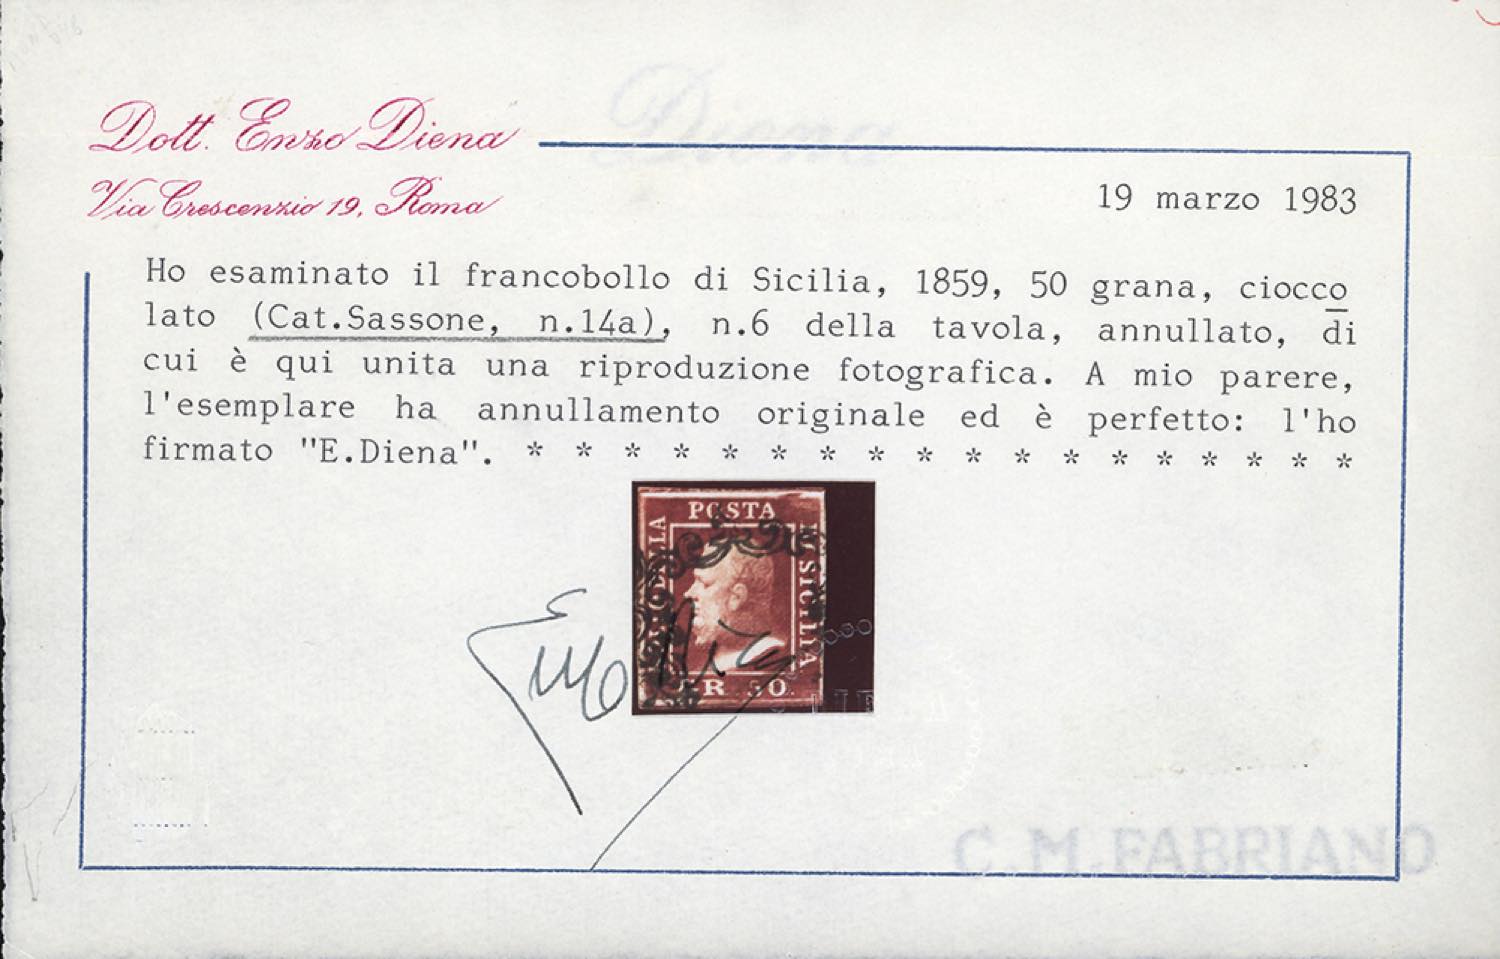 Diena
Dott. Enzo Diena
Via Crescenzio 19, Roma
19 marzo 1983
Ho esaminato il francobollo di Sicilia, 1859, 50 grana, ciocco
lato (Cat.Sassone, n.14a), n.6 della tavola, annullato, di
cui è qui unita una riproduzione fotografica. A mio parere,
l'esemplare ha annullamento originale ed è perfetto: l'ho
firmato "E.Diena". * * * * * * * * * * * * * * * * * *
POSTA
DI SICILIA
GR 50.
C.M.FABRIANO